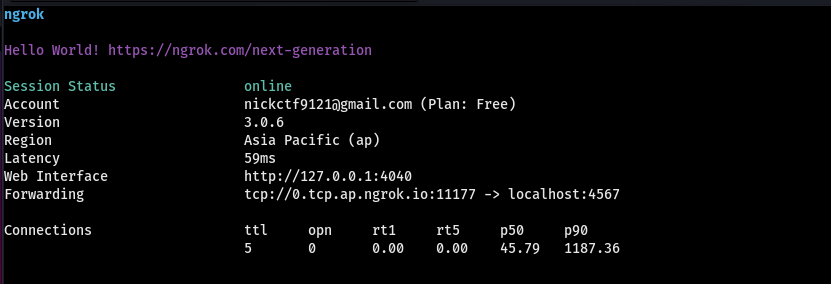 ngrok
Hello World! https://ngrok.com/next-generation
Session Status online
Account nickctf9121@gmail.com (Plan: Free)
Version 3.0.6
Region Asia Pacific (ap)
Latency 59ms
Web Interface http://127.0.0.1:4040
Forwarding tcp://0.tcp.ap.ngrok.io:11177 -> localhost:4567
Connections ttl opn rt1 rt5 p50 p90
5 0 0.00 0.00 45.79 1187.36